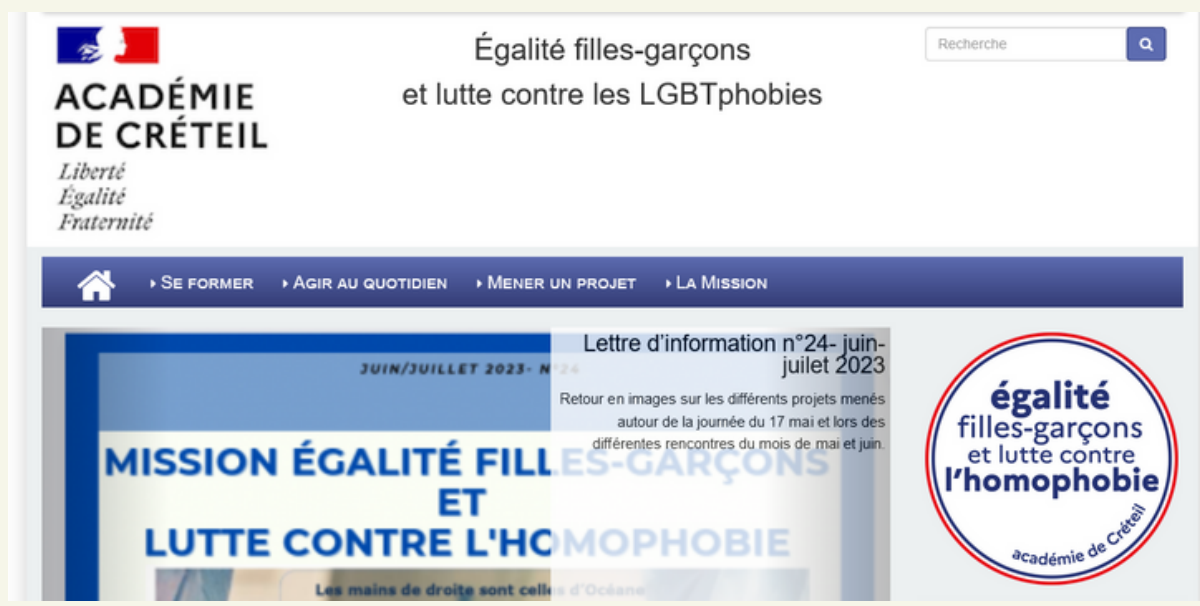 ACADÉMIE
DE CRÉTEIL
Liberté
Égalité
Fraternité
Égalité filles-garçons
et lutte contre les LGBTphobies
Recherche
SE FORMER
AGIR AU QUOTIDIEN
MENER UN PROJET
LA MISSION
JUIN/JUILLET 2023- N°24
MISSION ÉGALITÉ FILLES-GARÇONS
ET
LUTTE CONTRE L'HOMOPHOBIE
Les mains de droite sont celles d'Océane
Lettre d'information n°24- juin-
juilet 2023
Retour en images sur les différents projets menés
autour de la journée du 17 mai et lors des
différentes rencontres du mois de mai et juin.
égalité
filles-garçons
et lutte contre
l'homophobie
académie de Créteil